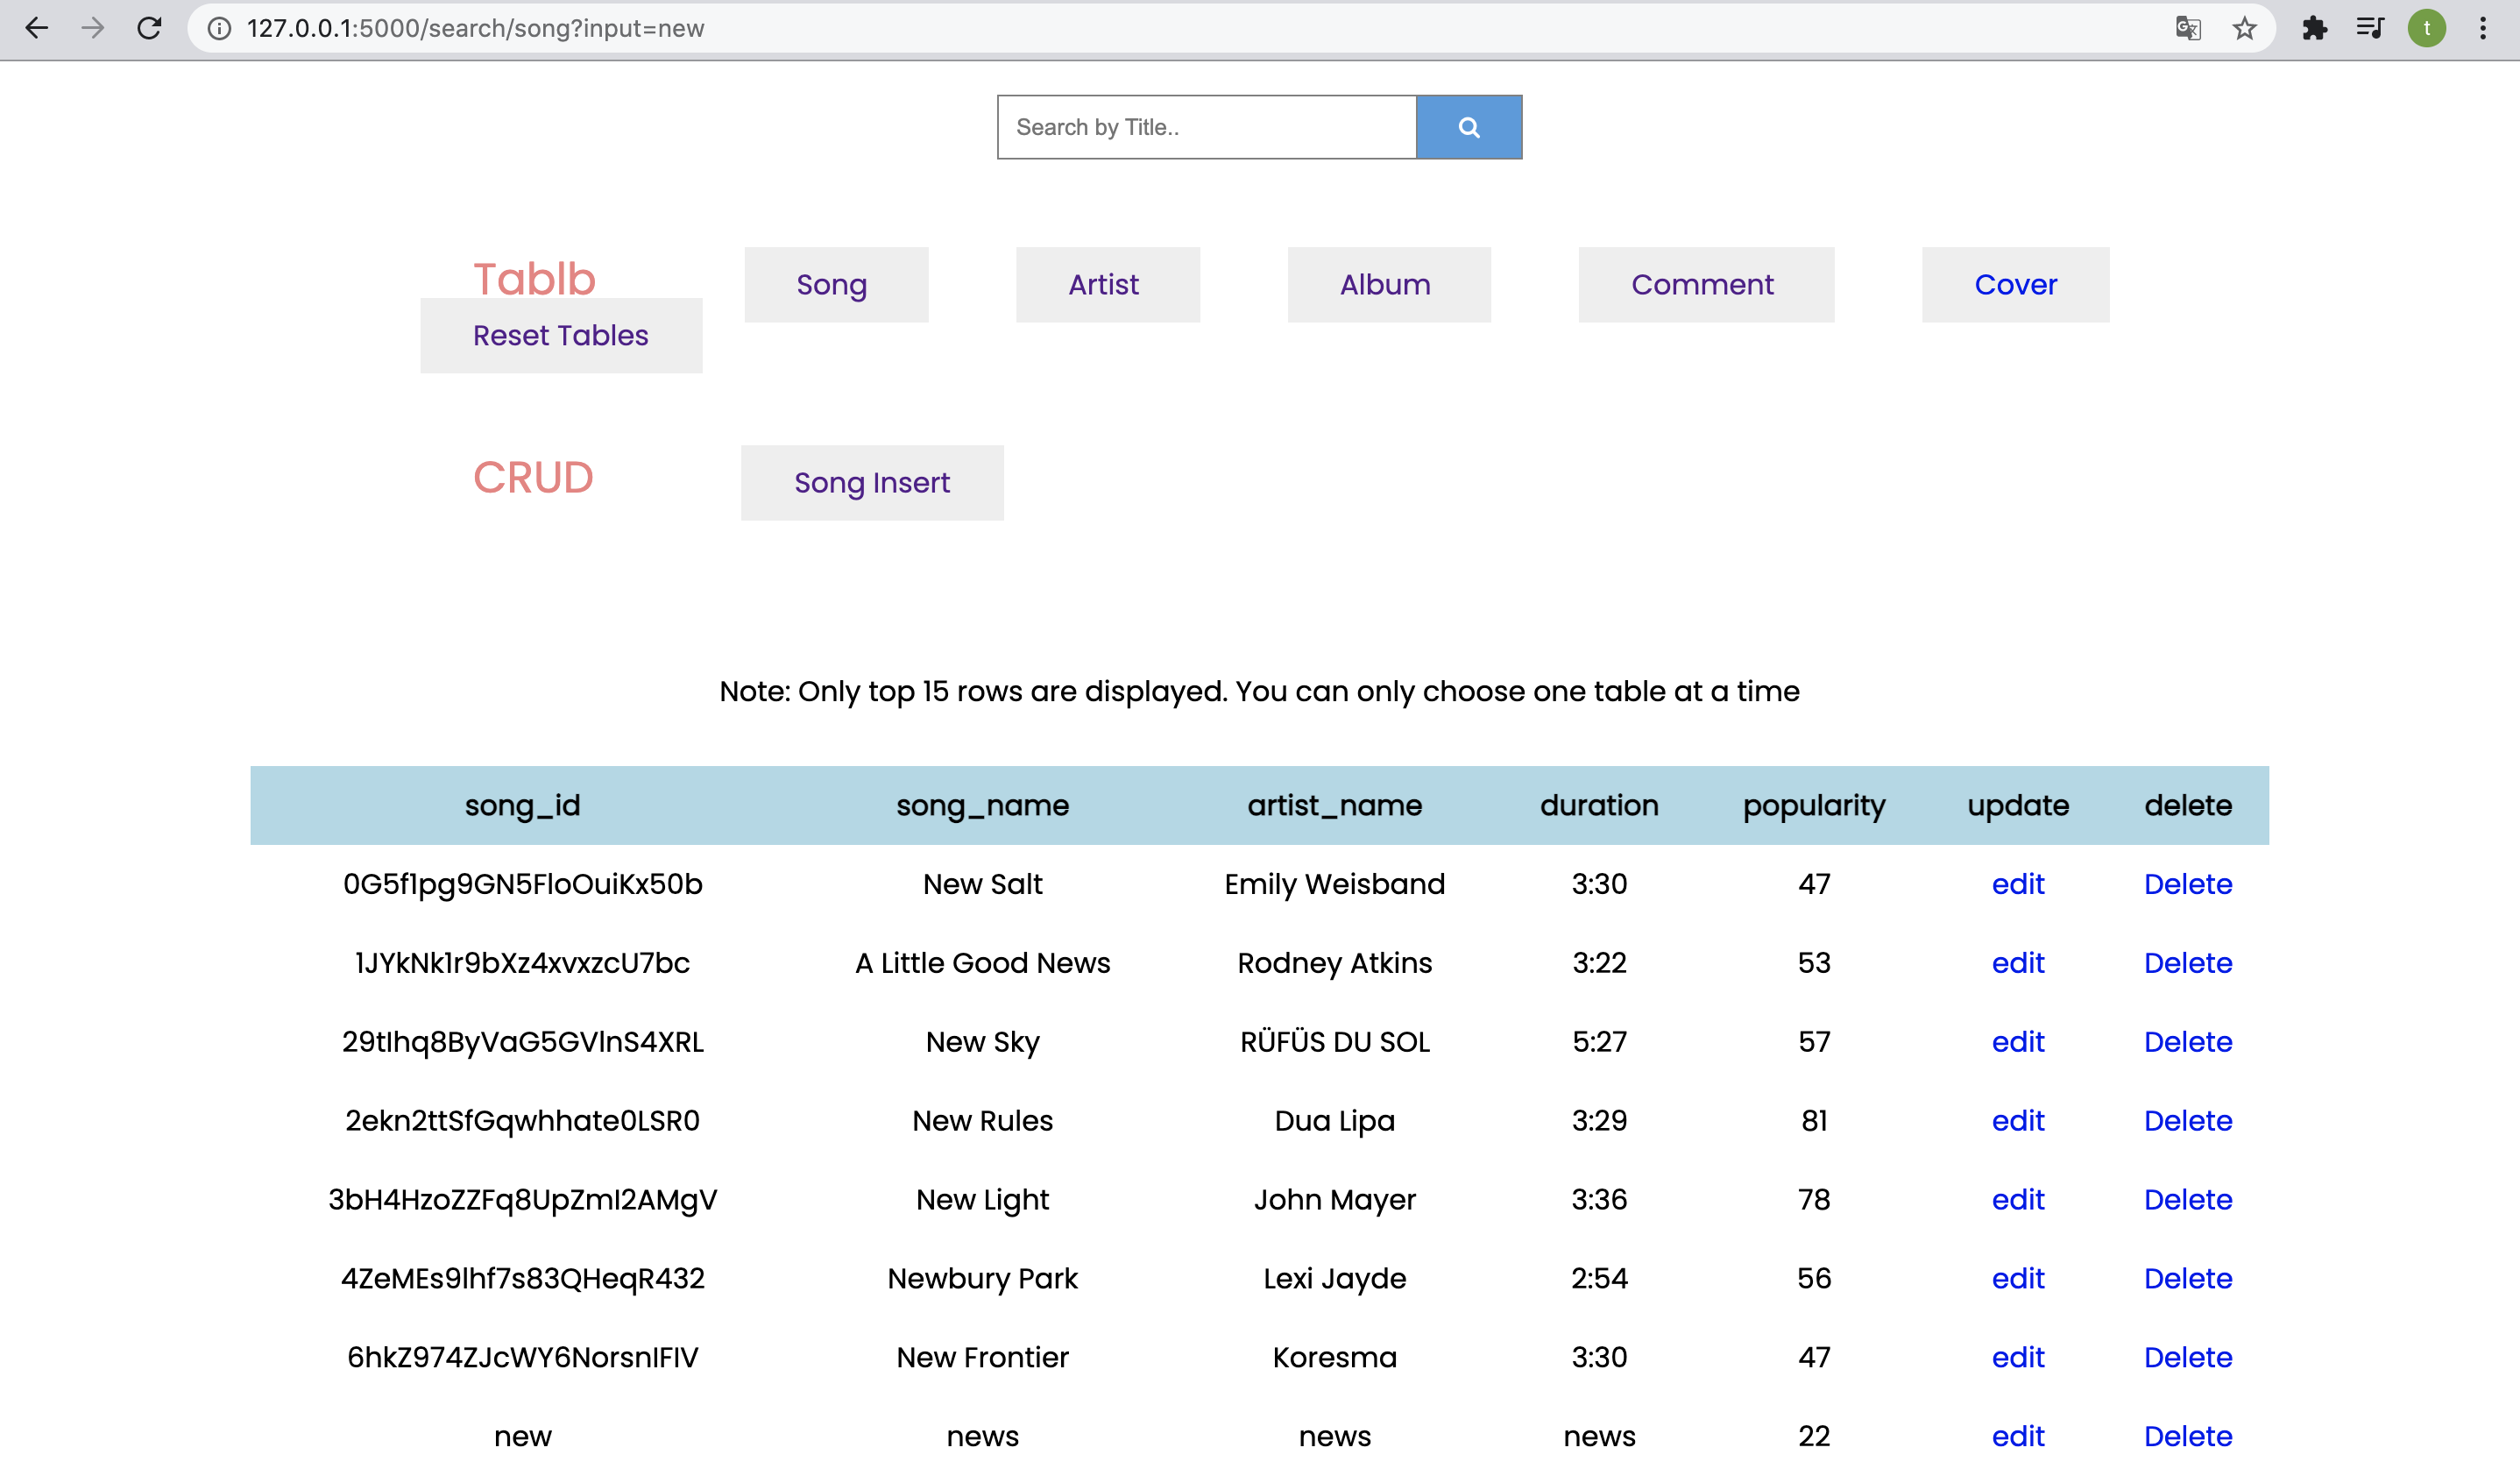 127.0.0.1:5000/search/song?input=new
t
Search by Title..
Tablb Song Artist Album Comment Cover
Reset Tables
CRUD Song Insert
Note: Only top 15 rows are displayed. You can only choose one table at a time
song_id song_name artist_name duration popularity update delete
0G5f1pg9GN5FloOuiKx50b New Salt Emily Weisband 3:30 47 edit Delete
1JYkNk1r9bXz4xvxzcU7bc A Little Good News Rodney Atkins 3:22 53 edit Delete
29tIhq8ByVaG5GVlnS4XRL New Sky RÜFÜS DU SOL 5:27 57 edit Delete
2ekn2ttSfGqwhhate0LSR0 New Rules Dua Lipa 3:29 81 edit Delete
3bH4HzoZZFq8UpZmI2AMgV New Light John Mayer 3:36 78 edit Delete
4ZeMEs9lhf7s83QHeqR432 Newbury Park Lexi Jayde 2:54 56 edit Delete
6hkZ974ZJcWY6NorsnIFIV New Frontier Koresma 3:30 47 edit Delete
new news news news 22 edit Delete